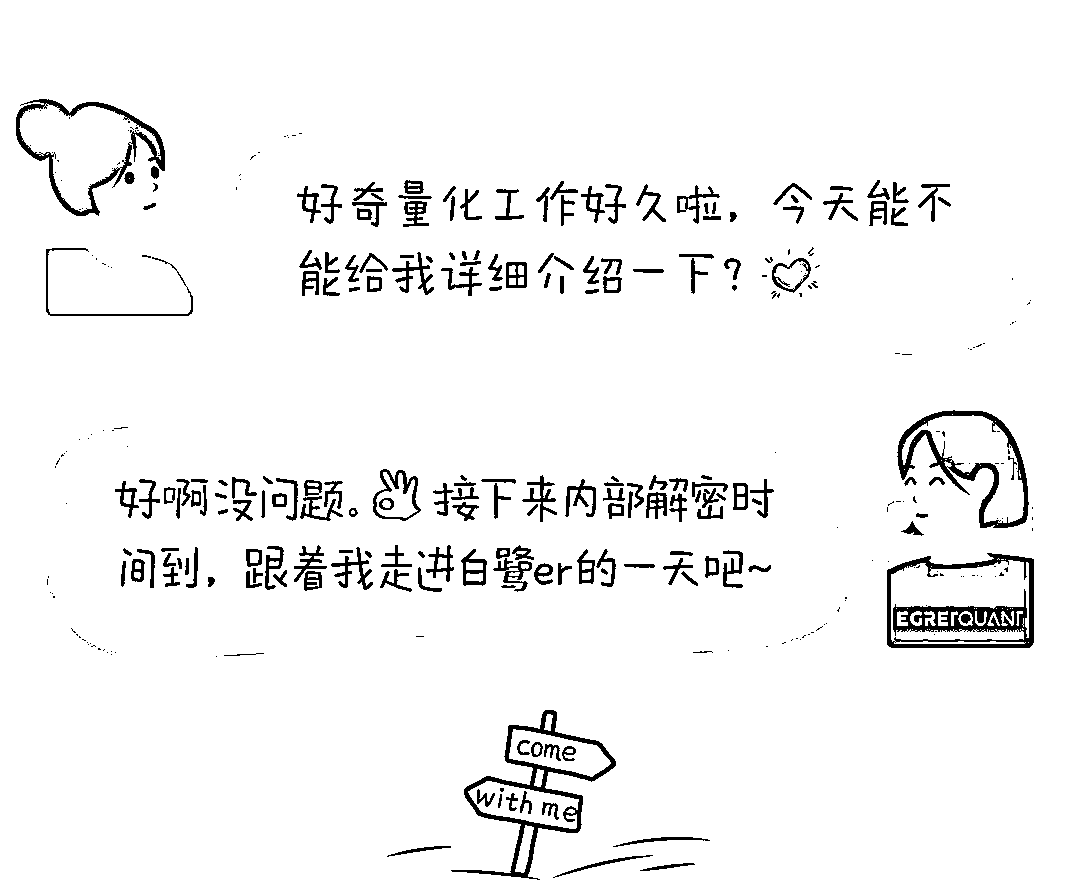 好奇量化工作好久啦，今天能不
能给我详细介绍一下？
好啊没问题。👌接下来内部解密时
间到，跟着我走进白鹭er的一天吧~
EGRETQUANT
come
with me